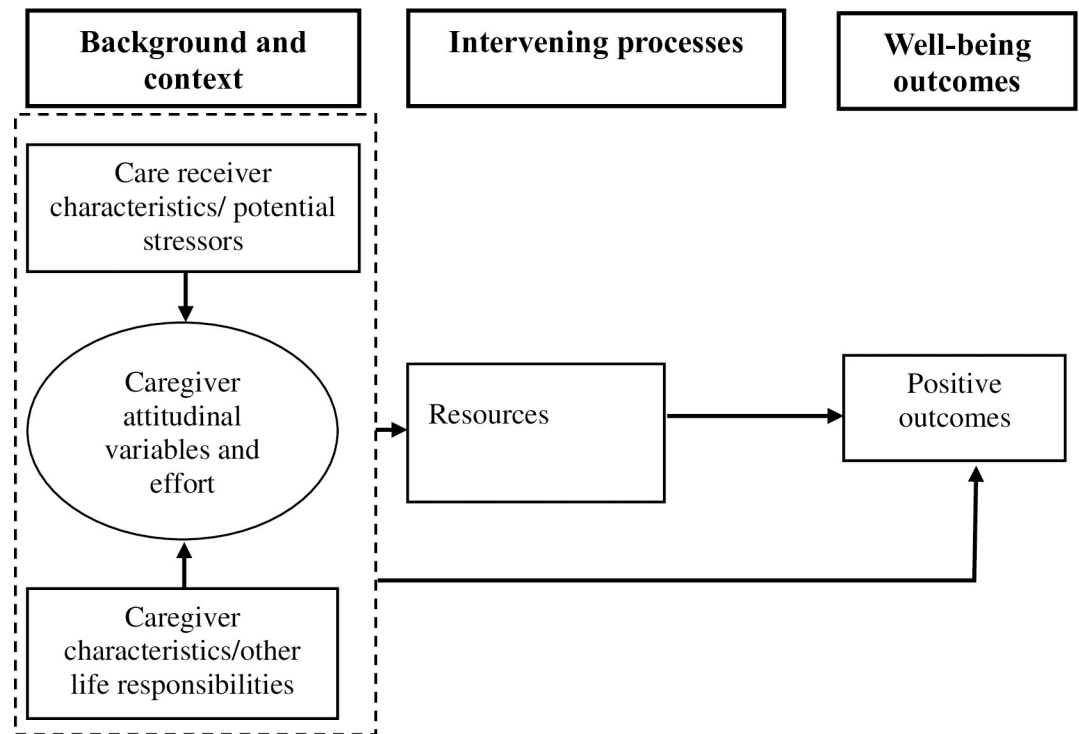 Background and
context
Intervening processes
Well-being
outcomes
Care receiver
characteristics/ potential
stressors
Caregiver
attitudinal
variables and
effort
Resources
Positive
outcomes
Caregiver
characteristics/other
life responsibilities